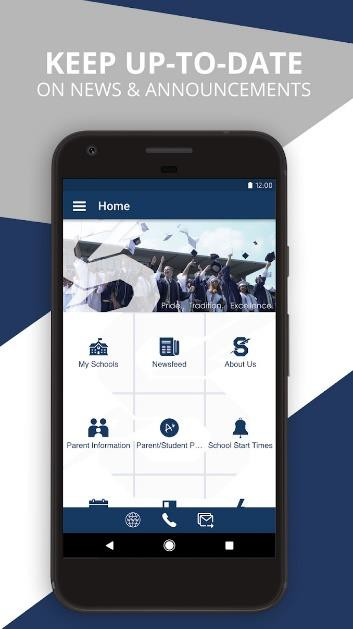 KEEP UP-TO-DATE
ON NEWS & ANNOUNCEMENTS
12:00
Home
Pride. Tradition. Excellence.
My Schools
Newsfeed
About Us
Parent Information
Parent/Student P...
School Start Times
A+